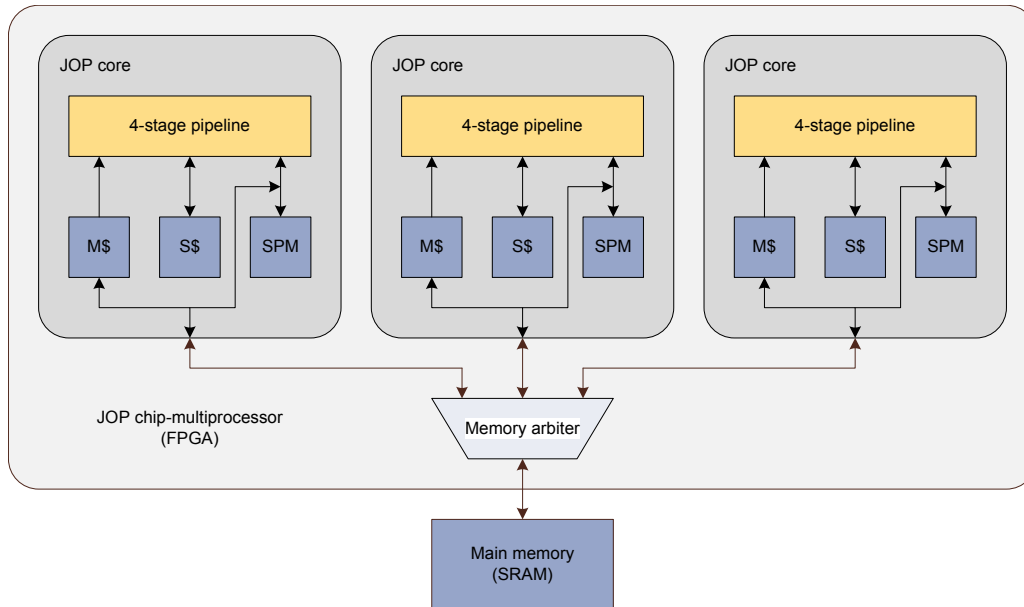 JOP core
JOP core
JOP core
4-stage pipeline
4-stage pipeline
4-stage pipeline
M$
S$
SPM
M$
S$
SPM
M$
S$
SPM
JOP chip-multiprocessor
(FPGA)
Memory arbiter
Main memory
(SRAM)